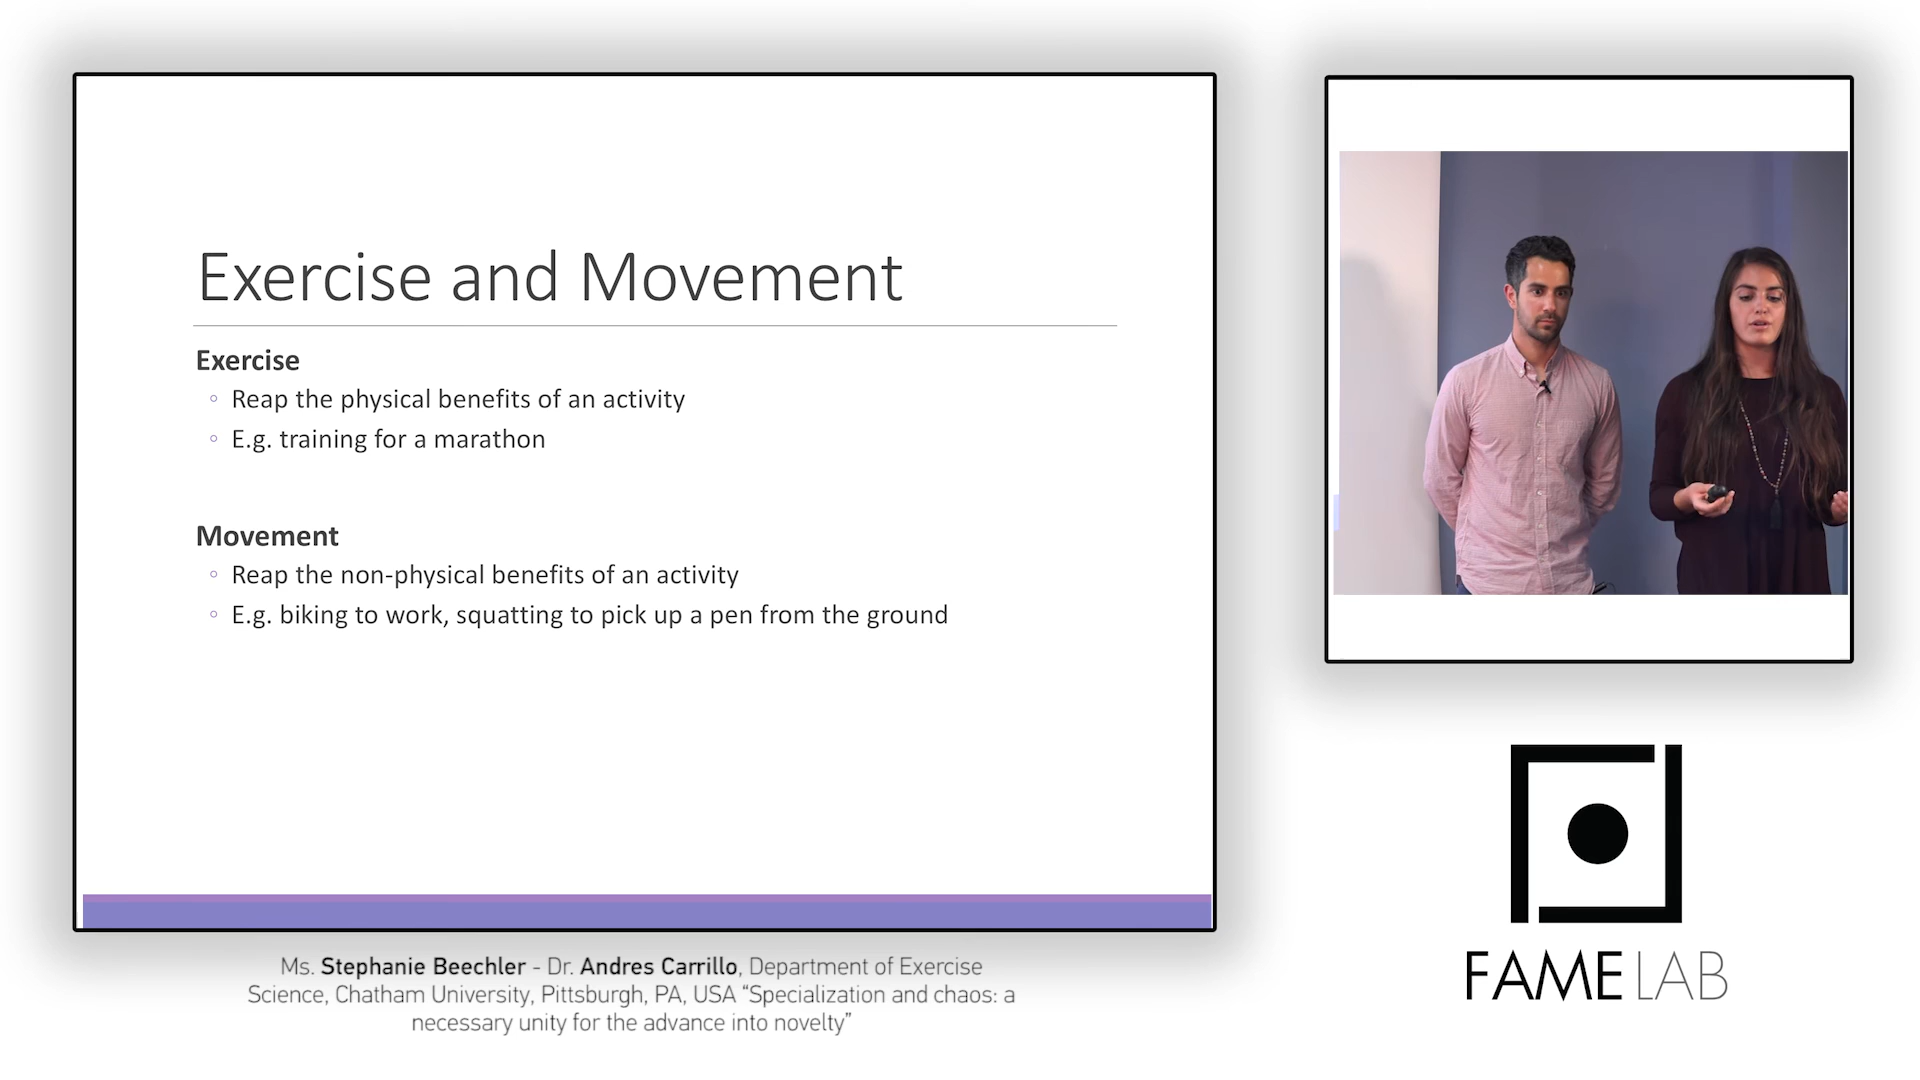 Exercise and Movement
Exercise
◦ Reap the physical benefits of an activity
◦ E.g. training for a marathon
Movement
◦ Reap the non-physical benefits of an activity
◦ E.g. biking to work, squatting to pick up a pen from the ground
Ms. Stephanie Beechler - Dr. Andres Carrillo, Department of Exercise
Science, Chatham University, Pittsburgh, PA, USA “Specialization and chaos: a
necessary unity for the advance into novelty”
FAME LAB